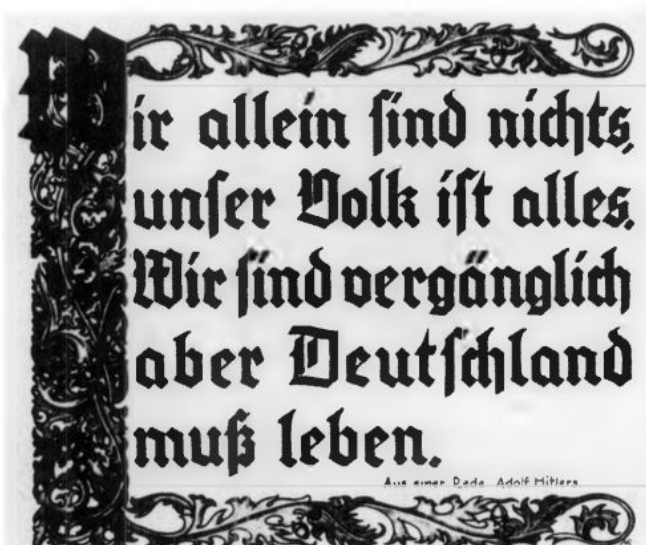 Wir allein sind nichts,
unser Volk ist alles.
Wir sind vergänglich
aber Deutschland
muß leben.
Aus einer Rede Adolf Hitlers